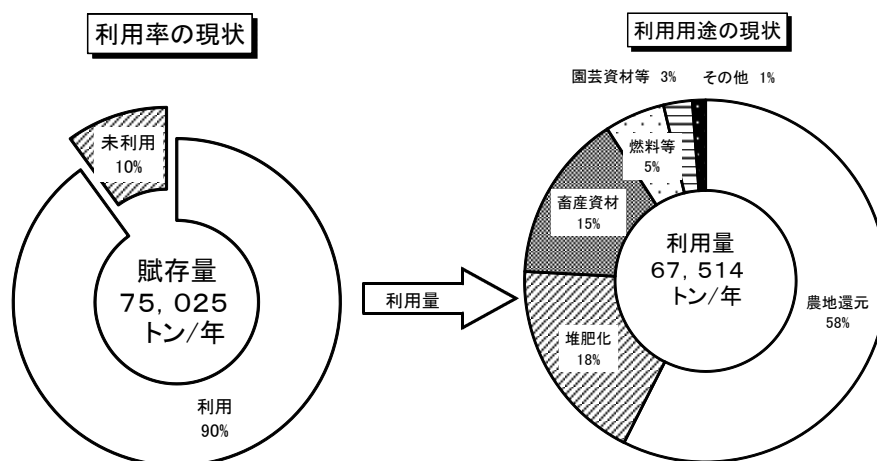 利用率の現状
未利用
10%
賦存量
75，025
トン/年
利用
90%
利用量
利用用途の現状
園芸資材等 3%
その他 1%
燃料等
5%
畜産資材
15%
堆肥化
18%
利用量
67，514
トン/年
農地還元
58%